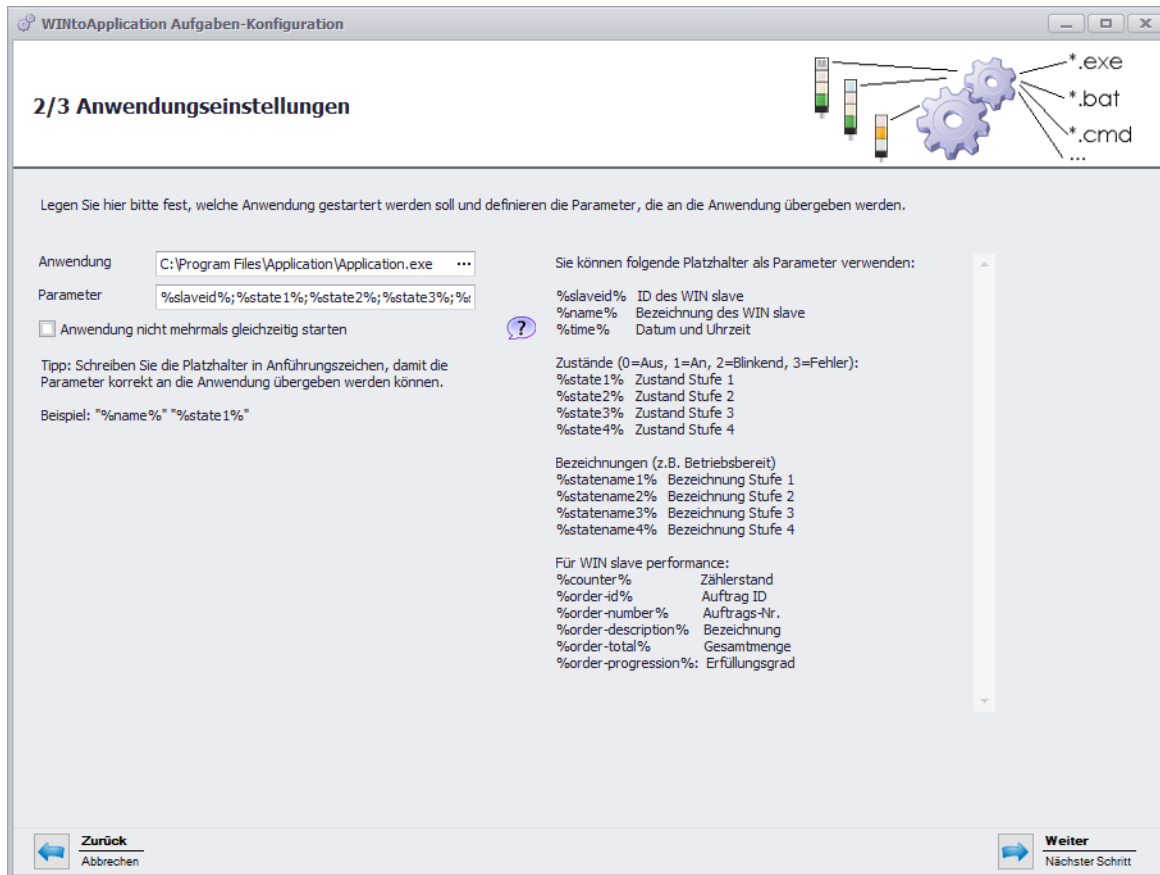 WINtoApplication Aufgaben-Konfiguration
2/3 Anwendungseinstellungen
*.exe
*.bat
*.cmd
...
Legen Sie hier bitte fest, welche Anwendung gestartert werden soll und definieren die Parameter, die an die Anwendung übergeben werden.
Anwendung C:\Program Files\Application\Application.exe ...
Parameter %slaveid%;%state1%;%state2%;%state3%;%
Anwendung nicht mehrmals gleichzeitig starten
?
Tipp: Schreiben Sie die Platzhalter in Anführungszeichen, damit die
Parameter korrekt an die Anwendung übergeben werden können.
Beispiel: "%name%" "%state1%"
Sie können folgende Platzhalter als Parameter verwenden:
%slaveid% ID des WIN slave
%name% Bezeichnung des WIN slave
%time% Datum und Uhrzeit
Zustände (0=Aus, 1=An, 2=Blinkend, 3=Fehler):
%state1% Zustand Stufe 1
%state2% Zustand Stufe 2
%state3% Zustand Stufe 3
%state4% Zustand Stufe 4
Bezeichnungen (z.B. Betriebsbereit)
%statename1% Bezeichnung Stufe 1
%statename2% Bezeichnung Stufe 2
%statename3% Bezeichnung Stufe 3
%statename4% Bezeichnung Stufe 4
Für WIN slave performance:
%counter% Zählerstand
%order-id% Auftrag ID
%order-number% Auftrags-Nr.
%order-description% Bezeichnung
%order-total% Gesamtmenge
%order-progression%: Erfüllungsgrad
Zurück
Abbrechen
Weiter
Nächster Schritt